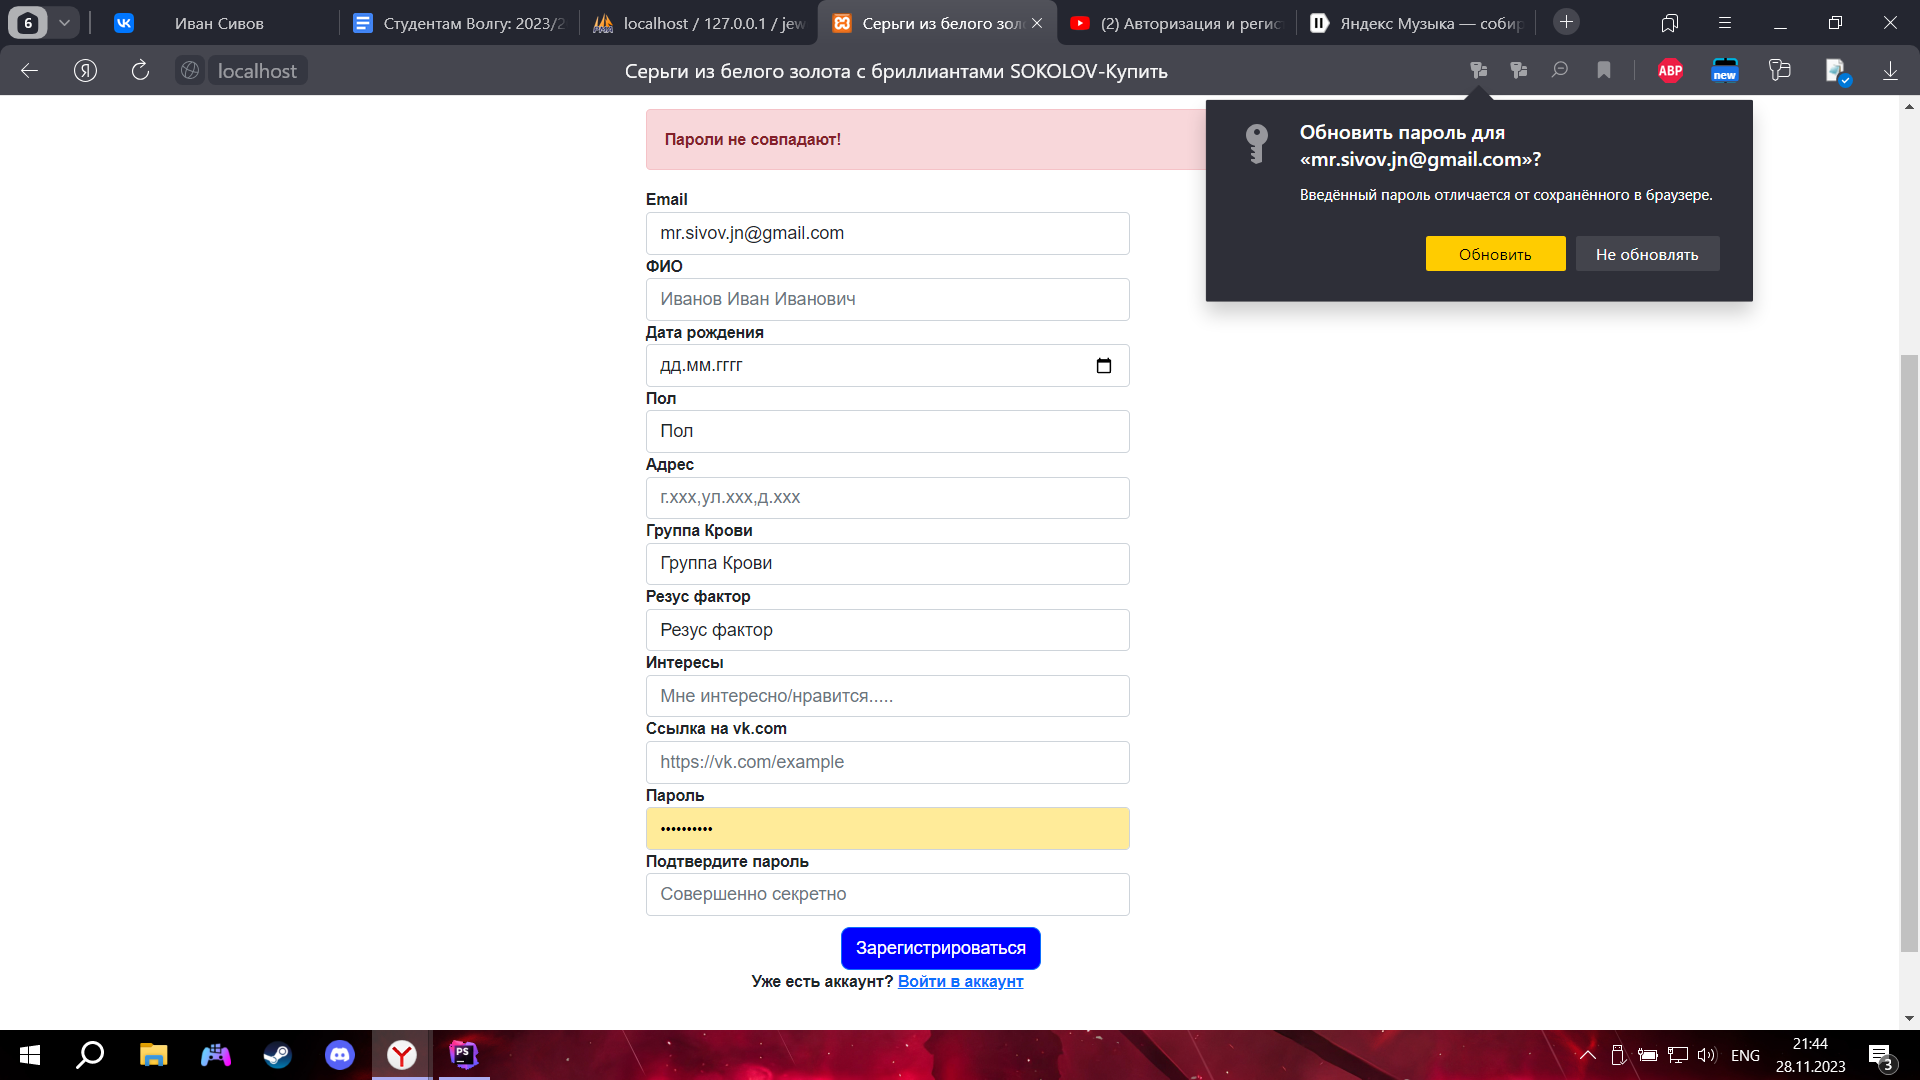 6
Иван Сивов
Студентам Волгу: 2023/2
localhost / 127.0.0.1 / jew
Серьги из белого зол
(2) Авторизация и регис
Яндекс Музыка — собир
Я
localhost
Серьги из белого золота с бриллиантами SOKOLOV-Купить
ABP
new
Пароли не совпадают!
Обновить пароль для
«mr.sivov.jn@gmail.com»?
Введённый пароль отличается от сохранённого в браузере.
Обновить
Не обновлять
Email
mr.sivov.jn@gmail.com
ФИО
Иванов Иван Иванович
Дата рождения
дд.мм.гггг
Пол
Пол
Адрес
г.xxx,ул.xxx,д.xxx
Группа Крови
Группа Крови
Резус фактор
Резус фактор
Интересы
Мне интересно/нравится.....
Ссылка на vk.com
https://vk.com/example
Пароль
••••••••••
Подтвердите пароль
Совершенно секретно
Зарегистрироваться
Уже есть аккаунт? Войти в аккаунт
PS
ENG
21:44
28.11.2023
3